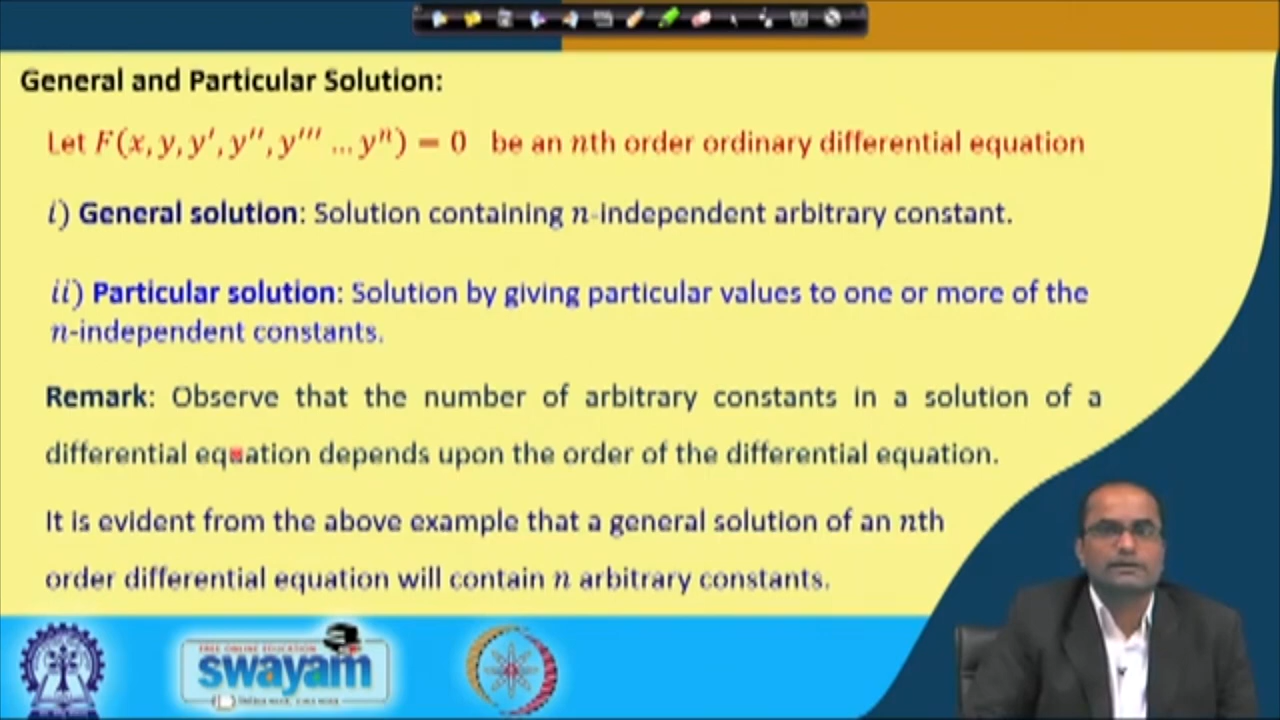 General and Particular Solution:
Let F(x, y, y′, y″, y‴ … yⁿ) = 0 be an nth order ordinary differential equation
i) General solution: Solution containing n-independent arbitrary constant.
ii) Particular solution: Solution by giving particular values to one or more of the
n-independent constants.
Remark: Observe that the number of arbitrary constants in a solution of a
differential equation depends upon the order of the differential equation.
It is evident from the above example that a general solution of an nth
order differential equation will contain n arbitrary constants.
FREE ONLINE EDUCATION
swayam